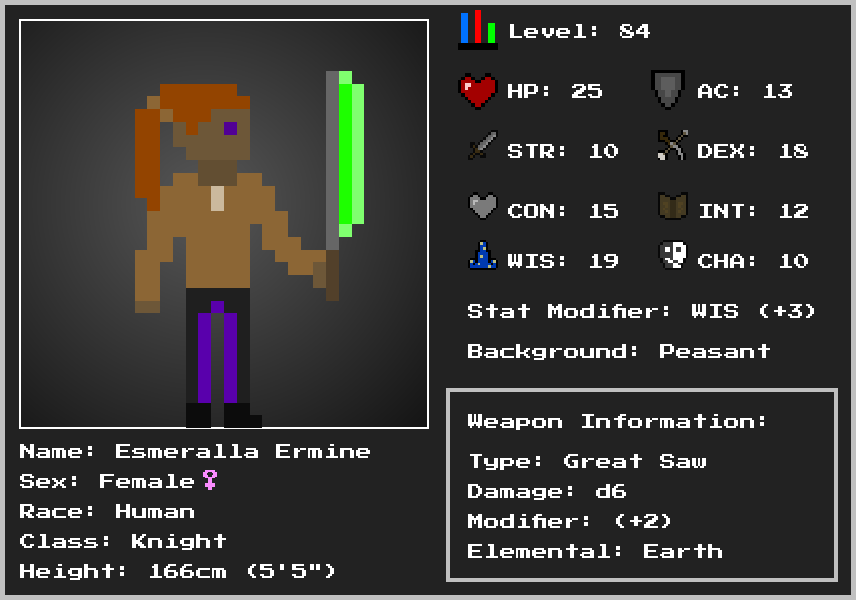 Level: 84
HP: 25 AC: 13
STR: 10 DEX: 18
CON: 15 INT: 12
WIS: 19 CHA: 10
Stat Modifier: WIS (+3)
Background: Peasant
Name: Esmeralla Ermine
Sex: Female♀
Race: Human
Class: Knight
Height: 166cm (5'5")
Weapon Information:
Type: Great Saw
Damage: d6
Modifier: (+2)
Elemental: Earth